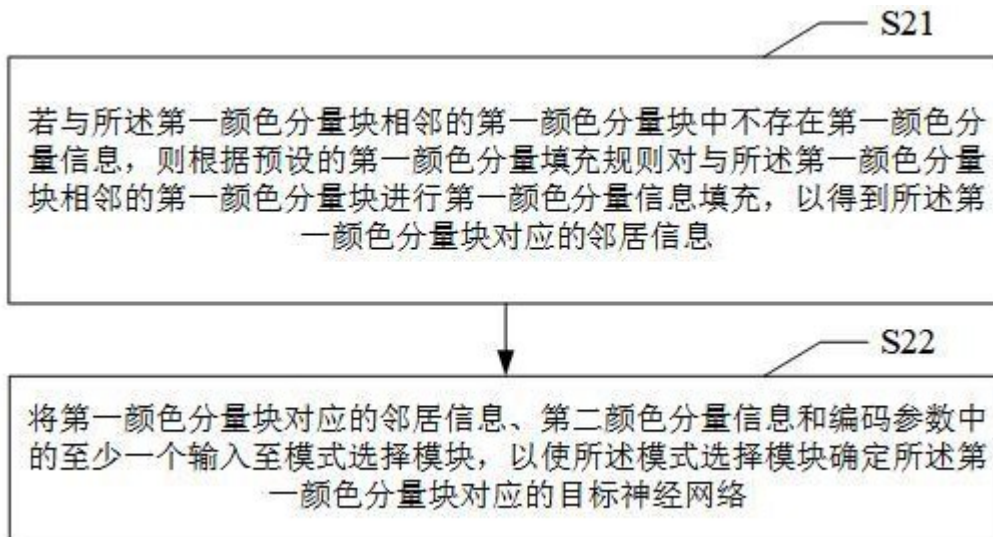 S21
若与所述第一颜色分量块相邻的第一颜色分量块中不存在第一颜色分
量信息，则根据预设的第一颜色分量填充规则对与所述第一颜色分量
块相邻的第一颜色分量块进行第一颜色分量信息填充，以得到所述第
一颜色分量块对应的邻居信息
S22
将第一颜色分量块对应的邻居信息、第二颜色分量信息和编码参数中
的至少一个输入至模式选择模块，以使所述模式选择模块确定所述第
一颜色分量块对应的目标神经网络